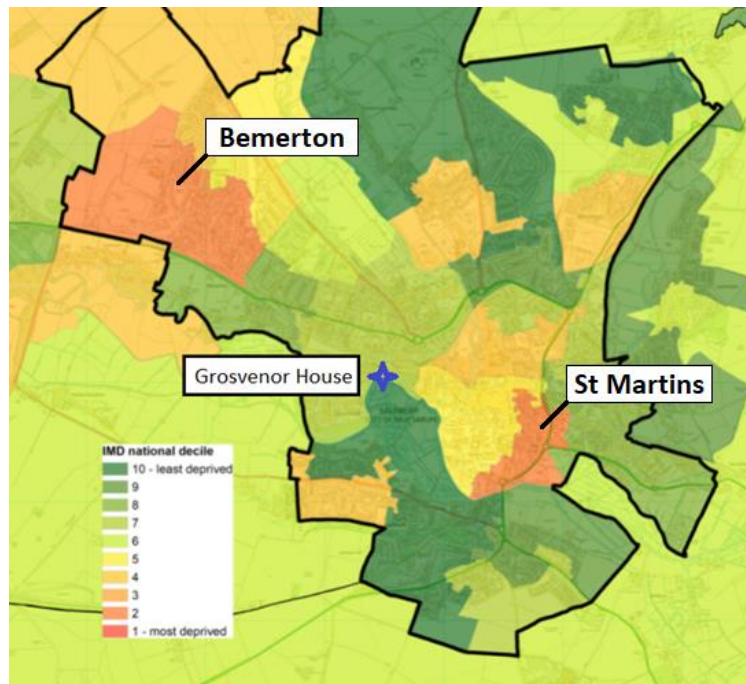 Bemerton
Grosvenor House
St Martins
IMD national decile
10 - least deprived
9
8
7
6
5
4
3
2
1 - most deprived